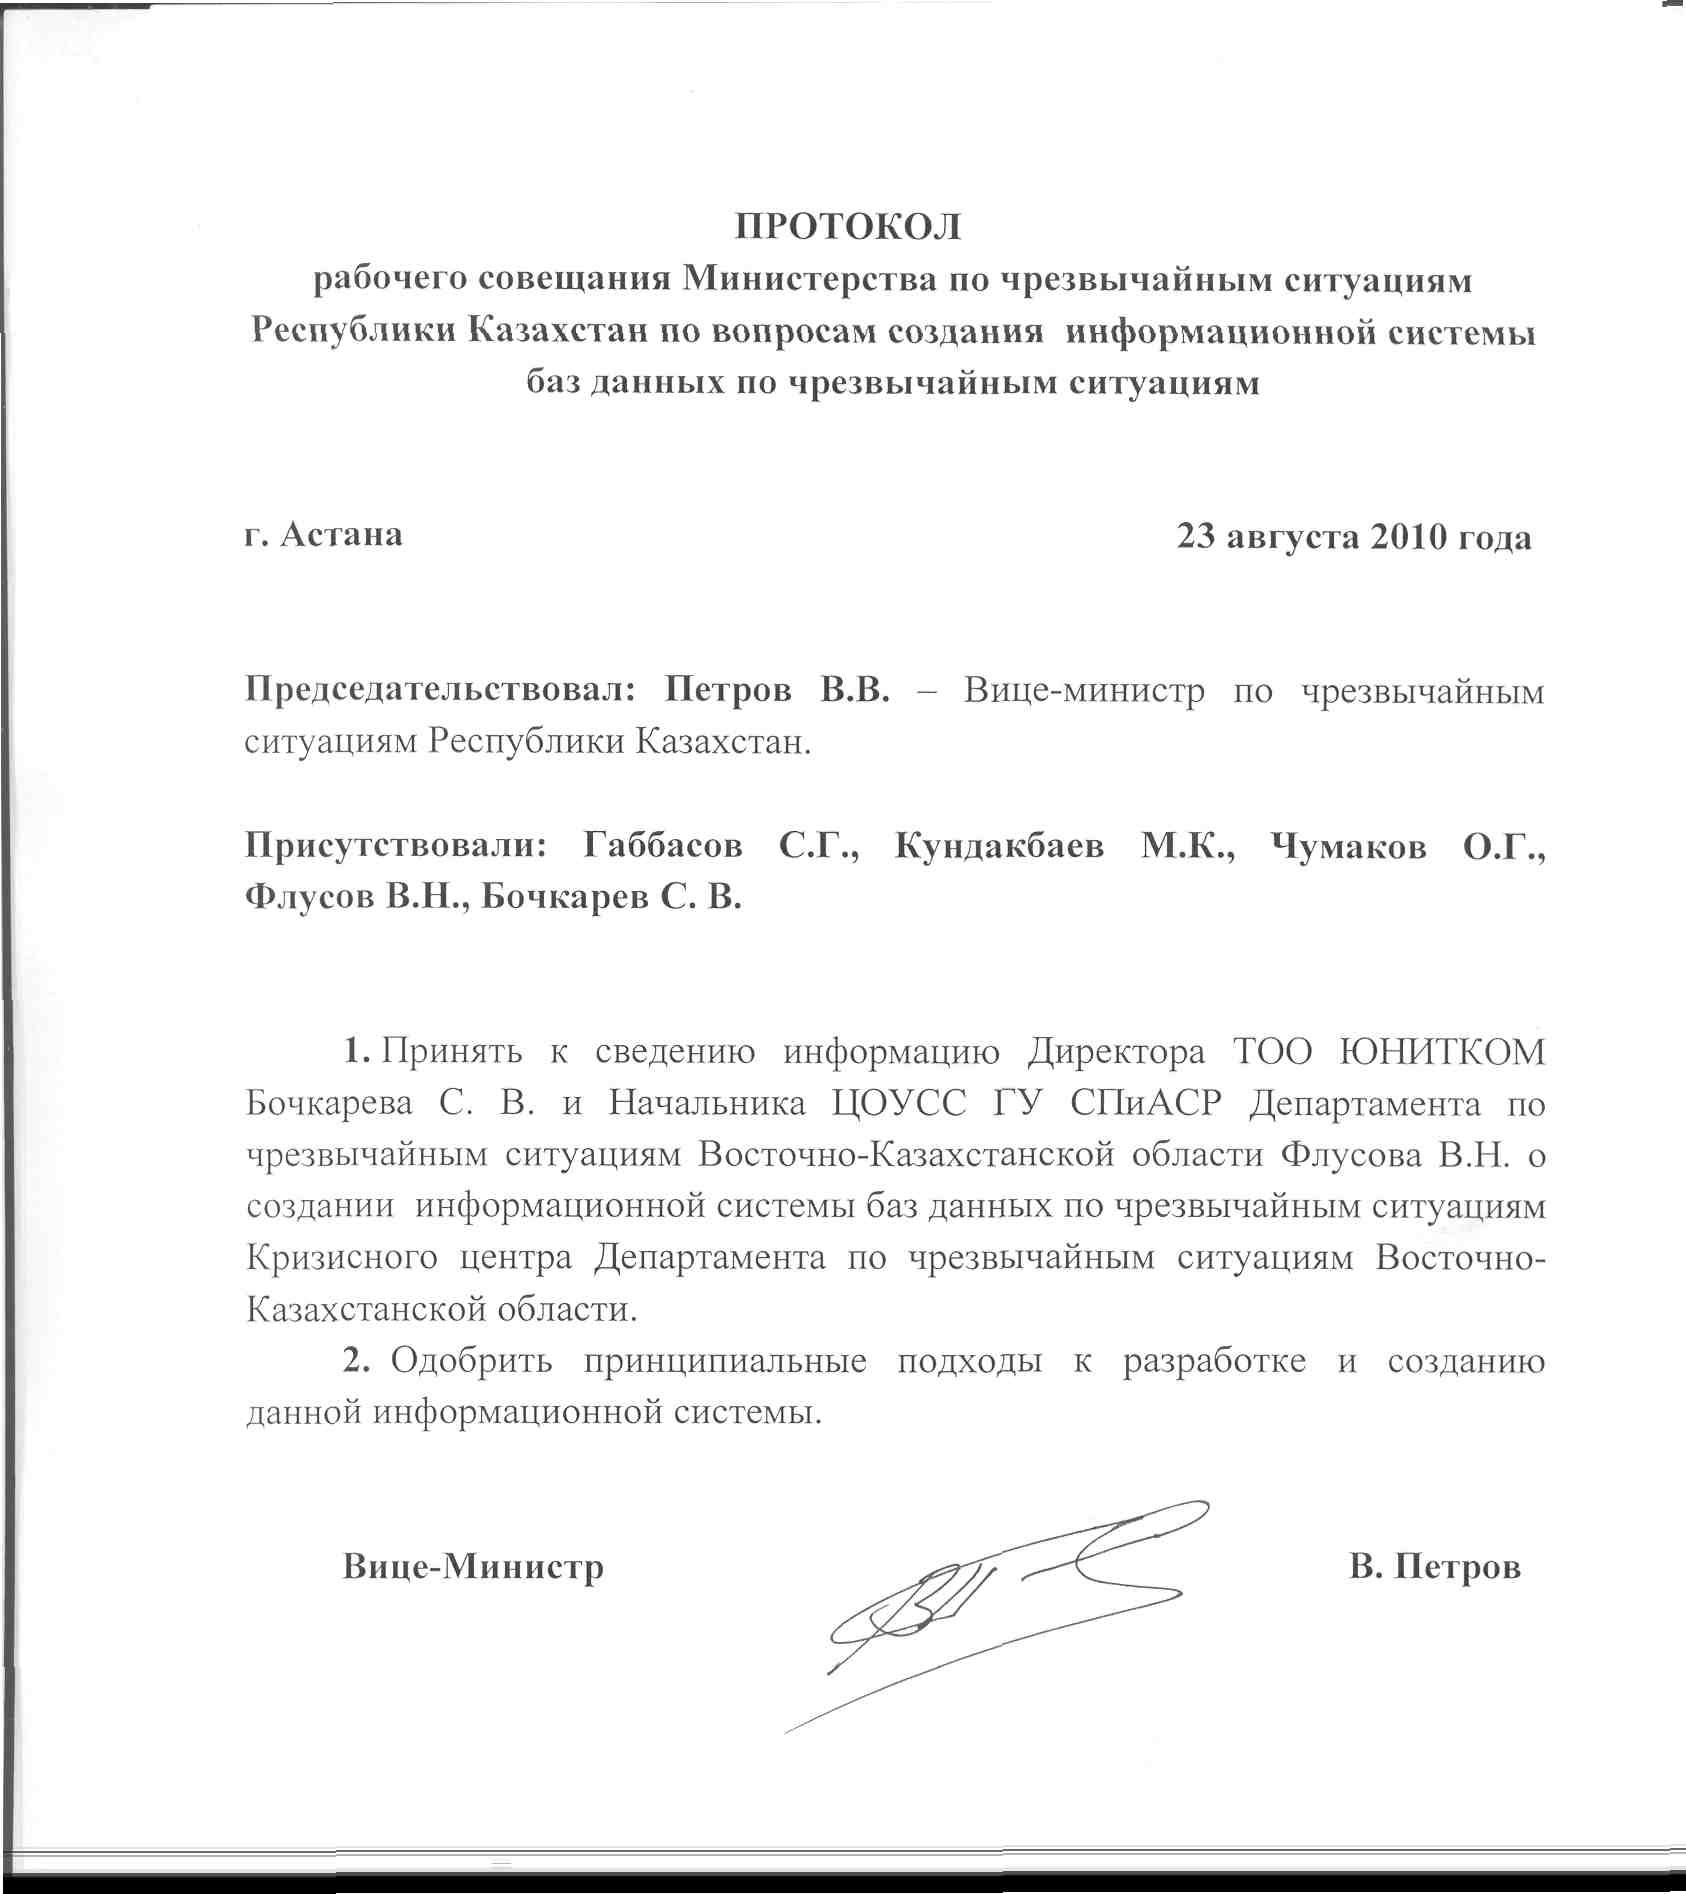 ПРОТОКОЛ
рабочего совещания Министерства по чрезвычайным ситуациям
Республики Казахстан по вопросам создания информационной системы
баз данных по чрезвычайным ситуациям
г. Астана 23 августа 2010 года
Председательствовал: Петров В.В. – Вице-министр по чрезвычайным
ситуациям Республики Казахстан.
Присутствовали: Габбасов С.Г., Кундакбаев М.К., Чумаков О.Г.,
Флусов В.Н., Бочкарев С. В.
1. Принять к сведению информацию Директора ТОО ЮНИТКОМ
Бочкарева С. В. и Начальника ЦОУСС ГУ СПиАСР Департамента по
чрезвычайным ситуациям Восточно-Казахстанской области Флусова В.Н. о
создании информационной системы баз данных по чрезвычайным ситуациям
Кризисного центра Департамента по чрезвычайным ситуациям Восточно-
Казахстанской области.
2. Одобрить принципиальные подходы к разработке и созданию
данной информационной системы.
Вице-Министр В. Петров